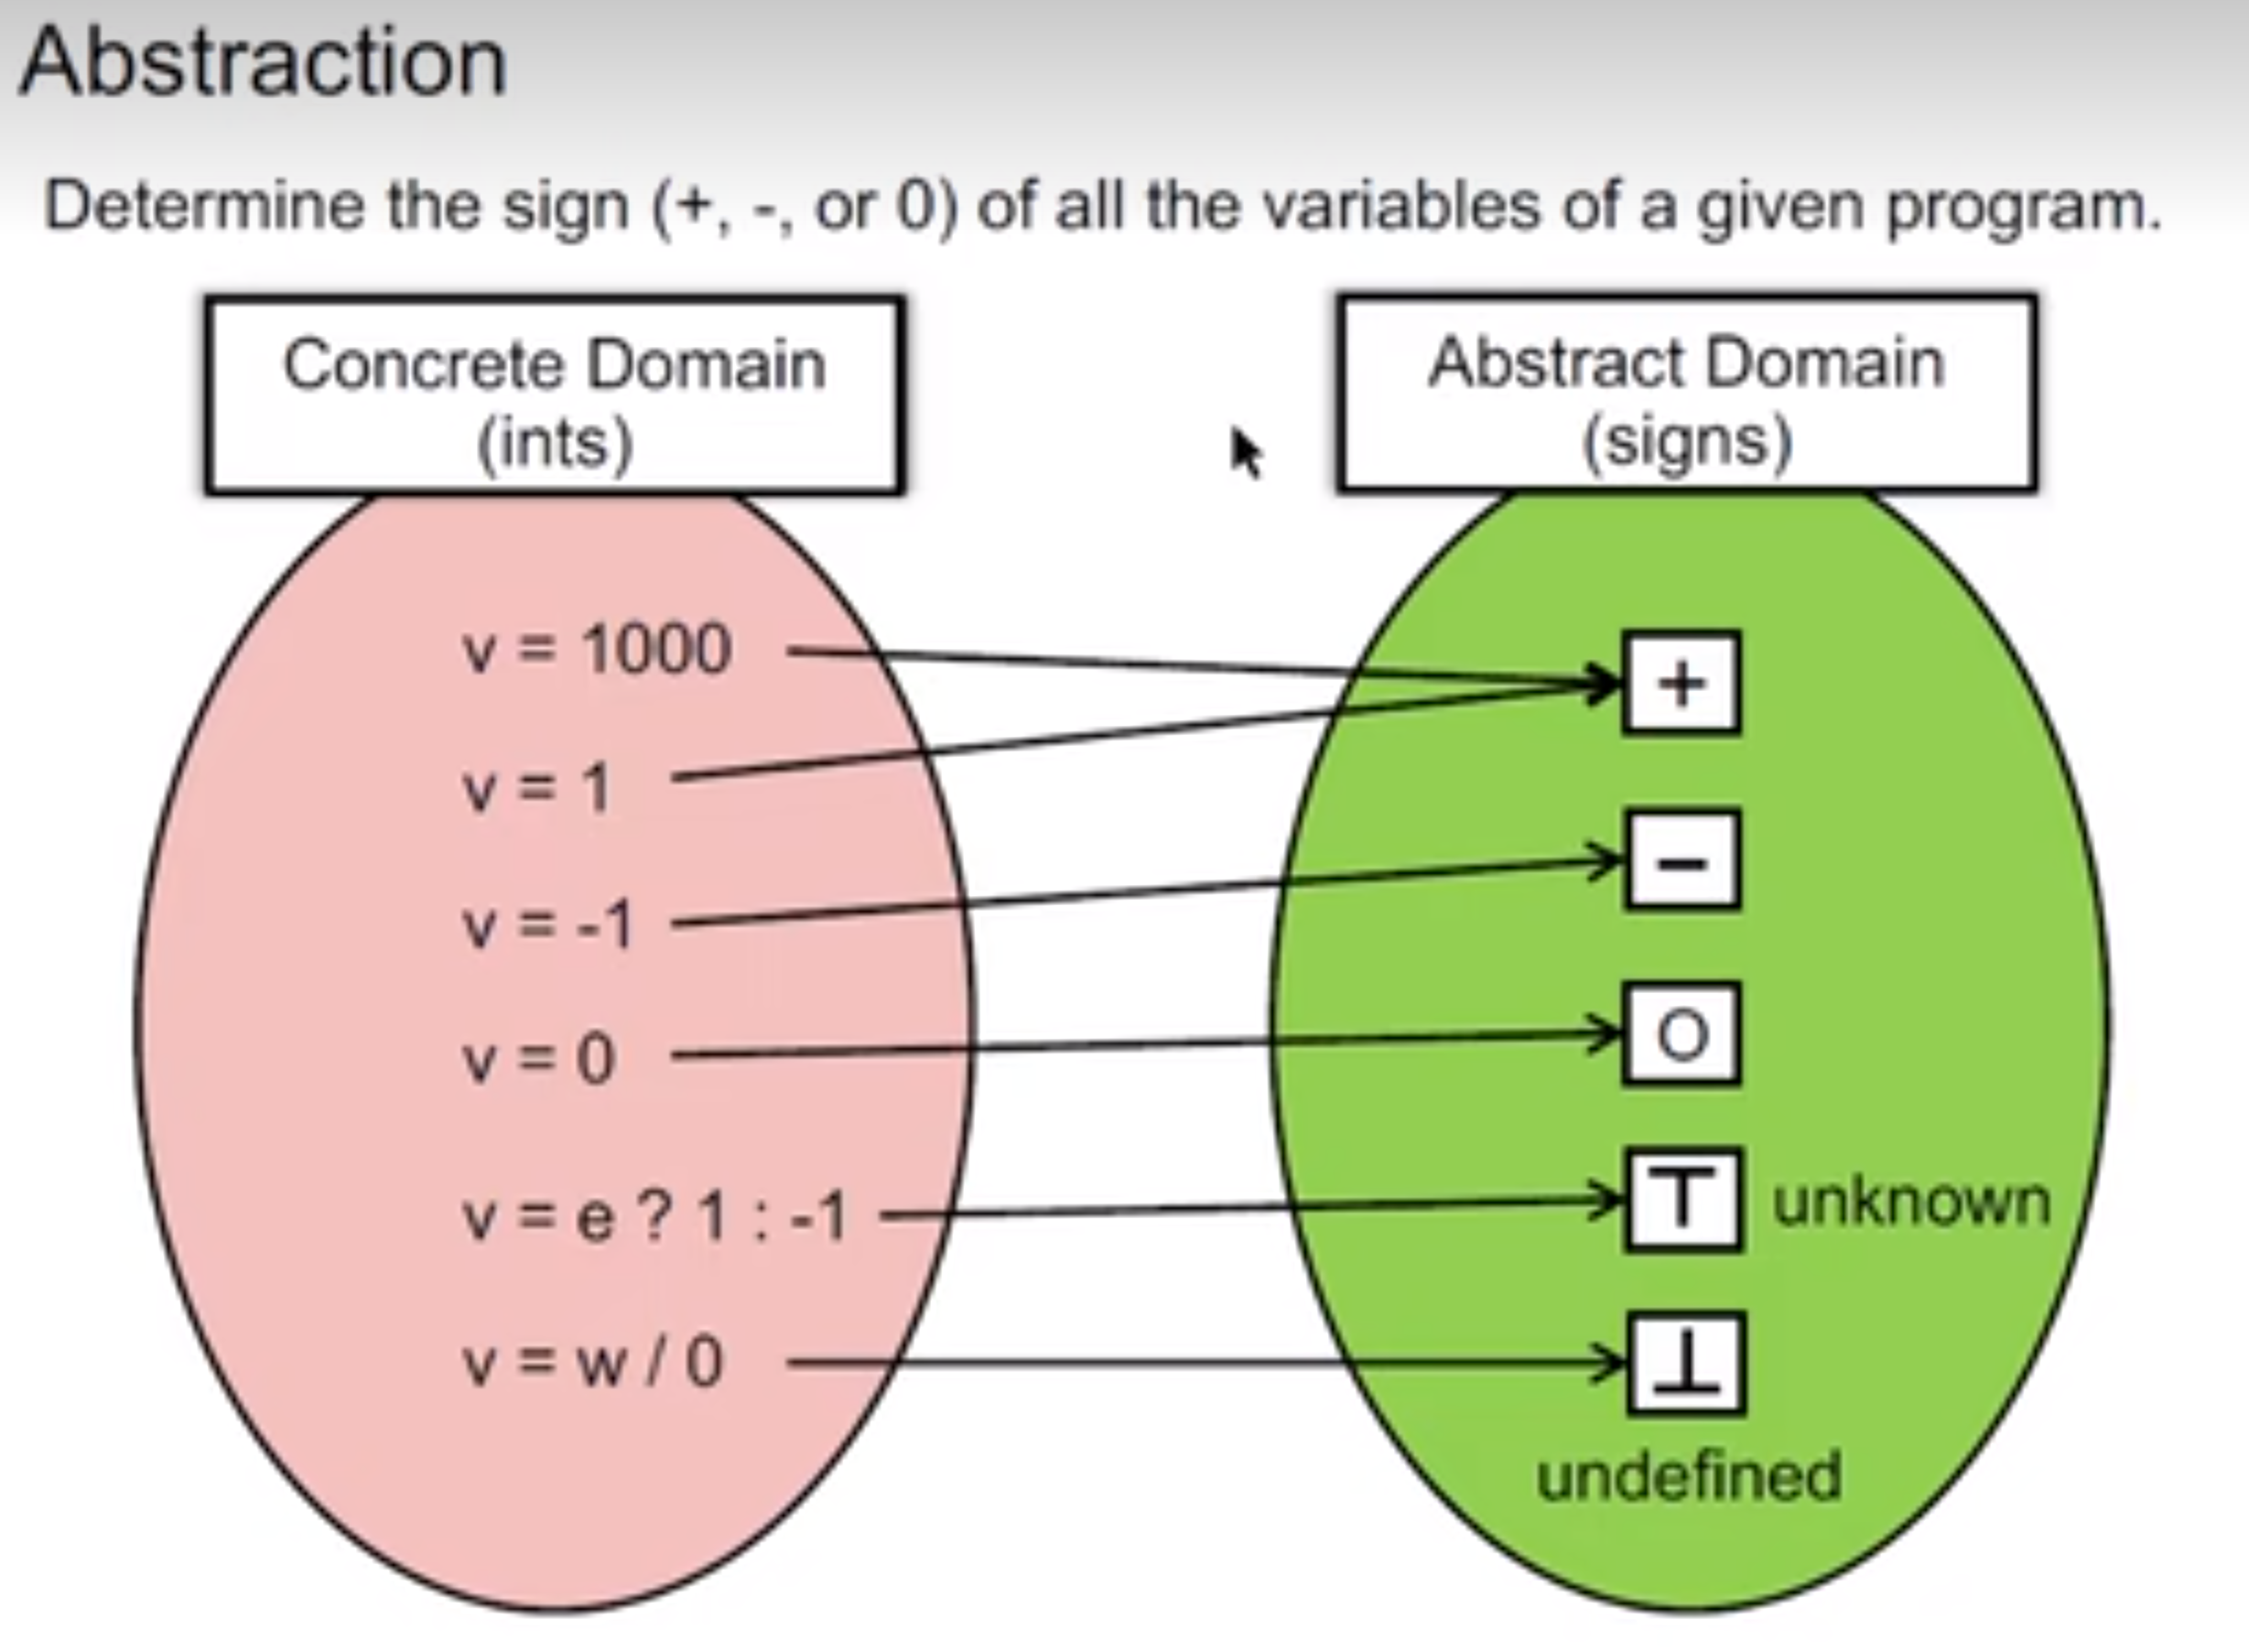 Abstraction
Determine the sign (+, -, or 0) of all the variables of a given program.
Concrete Domain
(ints)
Abstract Domain
(signs)
v = 1000
+
v = 1
v = -1
−
v = 0
O
v = e ? 1 : -1
⊤ unknown
v = w / 0
⊥
undefined